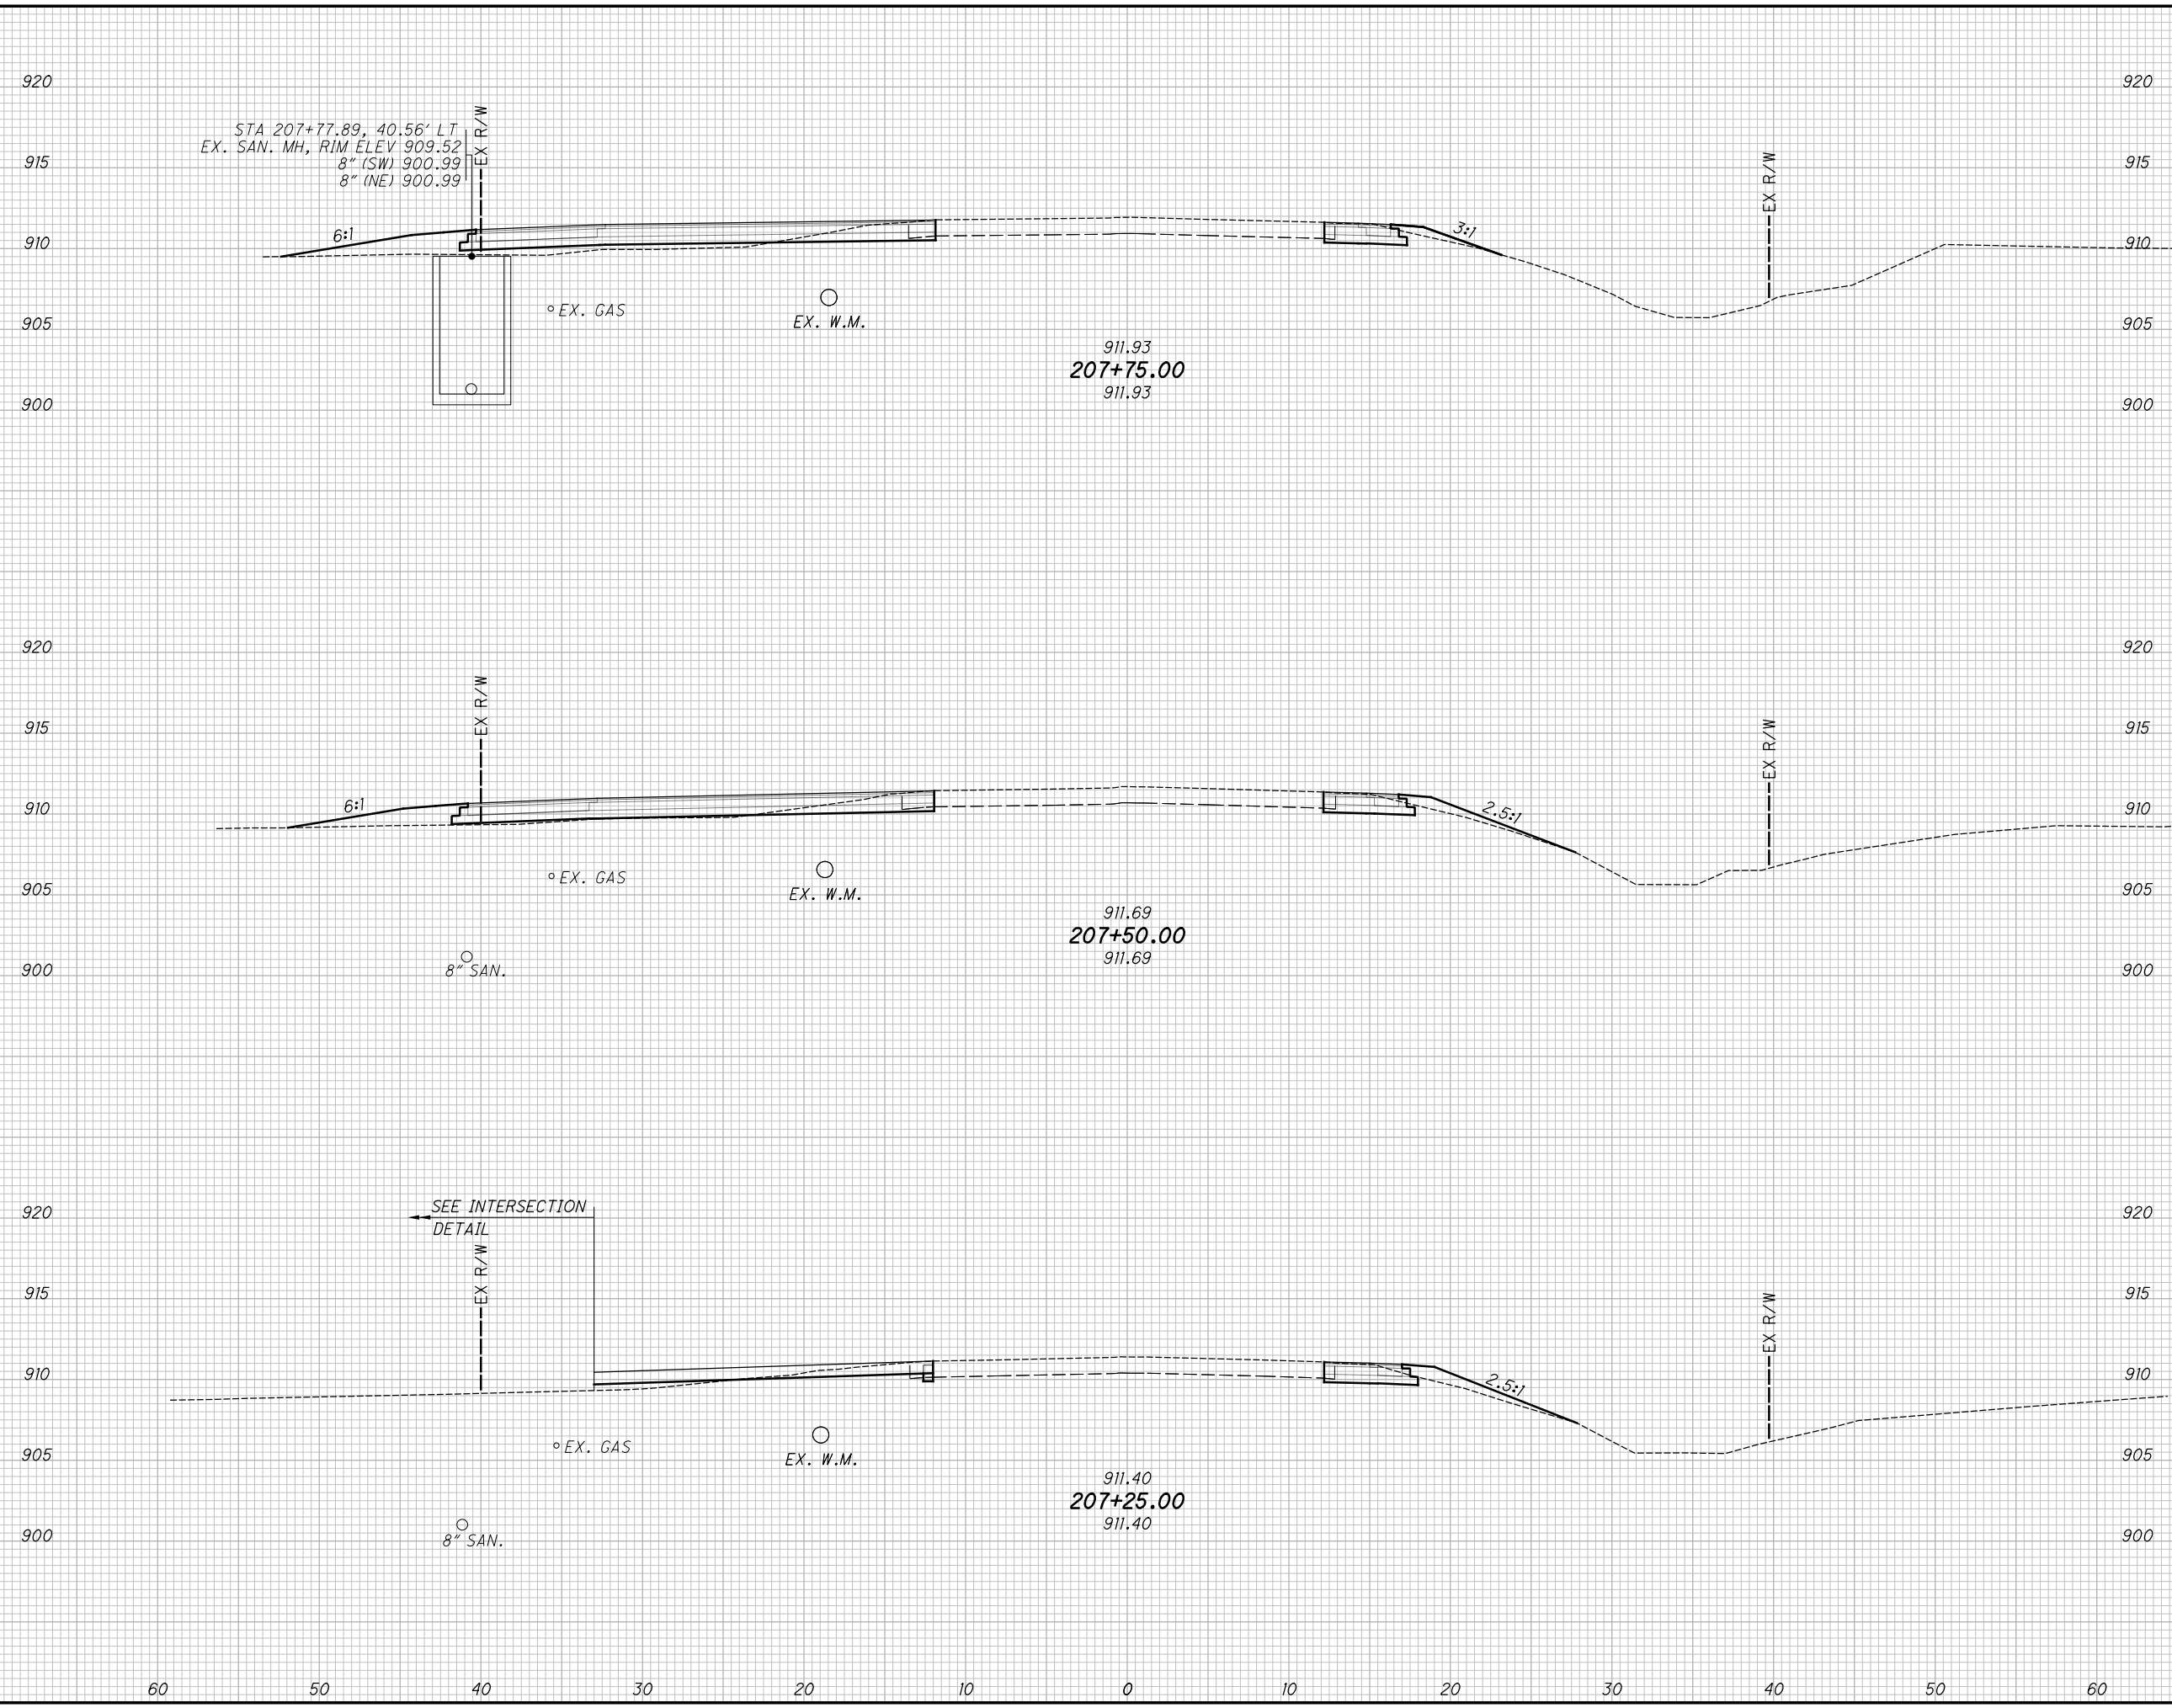 920
920
EX R/W
STA 207+77.89, 40.56' LT
EX. SAN. MH, RIM ELEV 909.52
8" (SW) 900.99
8" (NE) 900.99
915
915
EX R/W
6:1
3:1
910
910
EX. GAS
EX. W.M.
905
905
911.93
207+75.00
911.93
900
900
920
920
EX R/W
EX R/W
915
915
6:1
2.5:1
910
910
EX. GAS
EX. W.M.
905
905
911.69
207+50.00
911.69
8" SAN.
900
900
SEE INTERSECTION
DETAIL
920
920
EX R/W
EX R/W
915
915
2.5:1
910
910
EX. GAS
EX. W.M.
905
905
911.40
207+25.00
911.40
8" SAN.
900
900
60 50 40 30 20 10 0 10 20 30 40 50 60